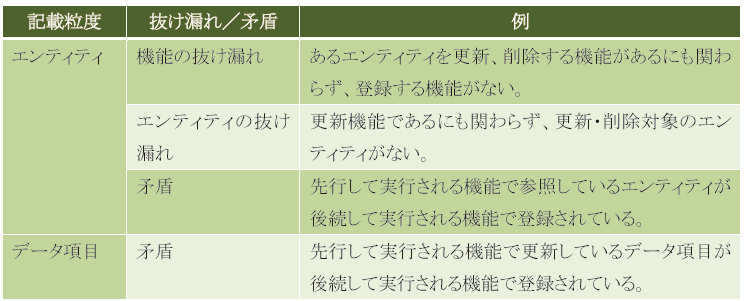 記載粒度 抜け漏れ／矛盾 例
エンティティ 機能の抜け漏れ あるエンティティを更新、削除する機能があるにも関わ
らず、登録する機能がない。
エンティティの抜け 更新機能であるにも関わらず、更新・削除対象のエン
漏れ ティティがない。
矛盾 先行して実行される機能で参照しているエンティティが
後続して実行される機能で登録されている。
データ項目 矛盾 先行して実行される機能で更新しているデータ項目が
後続して実行される機能で登録されている。